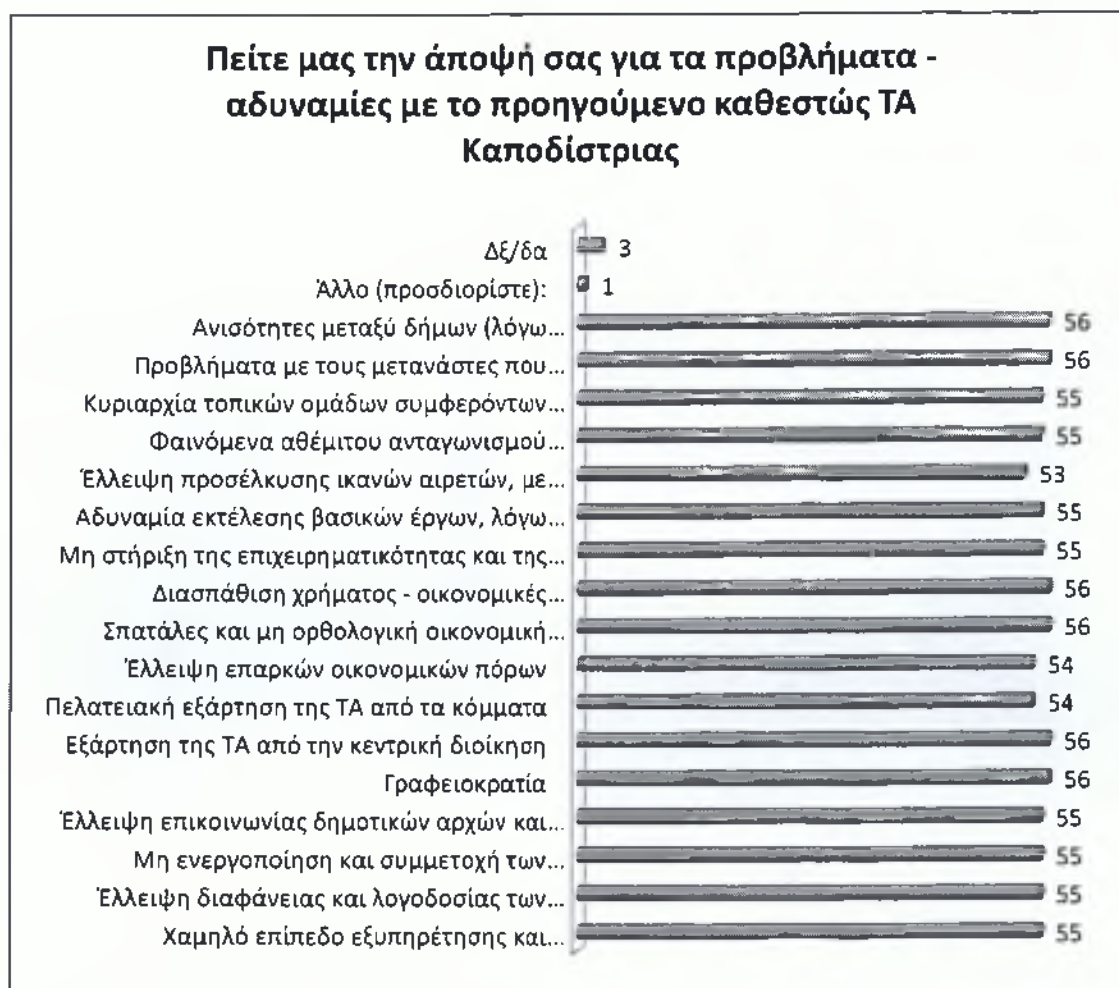 Πείτε μας την άποψή σας για τα προβλήματα -
αδυναμίες με το προηγούμενο καθεστώς ΤΑ
Καποδίστριας
Δξ/δα 3
Άλλο (προσδιορίστε): 1
Ανισότητες μεταξύ δήμων (λόγω... 56
Προβλήματα με τους μετανάστες που... 56
Κυριαρχία τοπικών ομάδων συμφερόντων... 55
Φαινόμενα αθέμιτου ανταγωνισμού... 55
Έλλειψη προσέλκυσης ικανών αιρετών, με... 53
Αδυναμία εκτέλεσης βασικών έργων, λόγω... 55
Μη στήριξη της επιχειρηματικότητας και της... 55
Διασπάθιση χρήματος - οικονομικές... 56
Σπατάλες και μη ορθολογική οικονομική... 56
Έλλειψη επαρκών οικονομικών πόρων 54
Πελατειακή εξάρτηση της ΤΑ από τα κόμματα 54
Εξάρτηση της ΤΑ από την κεντρική διοίκηση 56
Γραφειοκρατία 56
Έλλειψη επικοινωνίας δημοτικών αρχών και... 55
Μη ενεργοποίηση και συμμετοχή των... 55
Έλλειψη διαφάνειας και λογοδοσίας των... 55
Χαμηλό επίπεδο εξυπηρέτησης και... 55